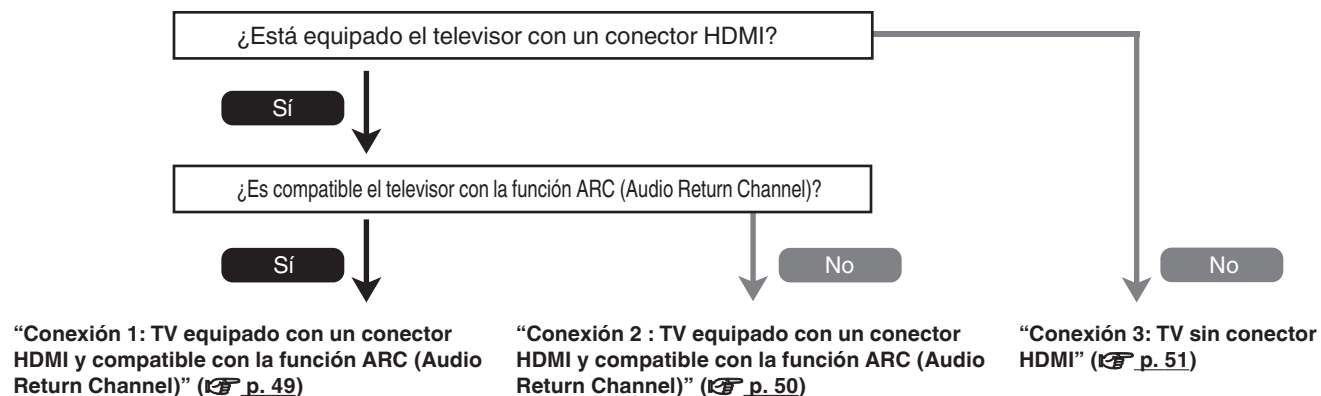 ¿Está equipado el televisor con un conector HDMI?
Sí
¿Es compatible el televisor con la función ARC (Audio Return Channel)?
Sí
No
No
“Conexión 1: TV equipado con un conector
HDMI y compatible con la función ARC (Audio
Return Channel)” (☞ p. 49)
“Conexión 2 : TV equipado con un conector
HDMI y compatible con la función ARC (Audio
Return Channel)” (☞ p. 50)
“Conexión 3: TV sin conector
HDMI” (☞ p. 51)